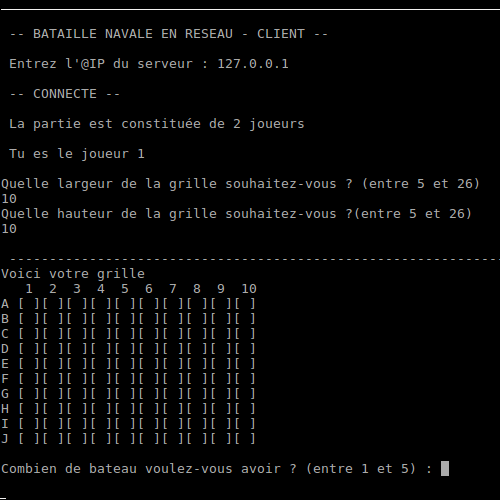 -- BATAILLE NAVALE EN RESEAU - CLIENT --
Entrez l'@IP du serveur : 127.0.0.1
-- CONNECTE --
La partie est constituée de 2 joueurs
Tu es le joueur 1
Quelle largeur de la grille souhaitez-vous ? (entre 5 et 26)
10
Quelle hauteur de la grille souhaitez-vous ?(entre 5 et 26)
10
--------------------------------------------------------------
Voici votre grille
   1  2  3  4  5  6  7  8  9  10
A [ ][ ][ ][ ][ ][ ][ ][ ][ ][ ]
B [ ][ ][ ][ ][ ][ ][ ][ ][ ][ ]
C [ ][ ][ ][ ][ ][ ][ ][ ][ ][ ]
D [ ][ ][ ][ ][ ][ ][ ][ ][ ][ ]
E [ ][ ][ ][ ][ ][ ][ ][ ][ ][ ]
F [ ][ ][ ][ ][ ][ ][ ][ ][ ][ ]
G [ ][ ][ ][ ][ ][ ][ ][ ][ ][ ]
H [ ][ ][ ][ ][ ][ ][ ][ ][ ][ ]
I [ ][ ][ ][ ][ ][ ][ ][ ][ ][ ]
J [ ][ ][ ][ ][ ][ ][ ][ ][ ][ ]
Combien de bateau voulez-vous avoir ? (entre 1 et 5) :